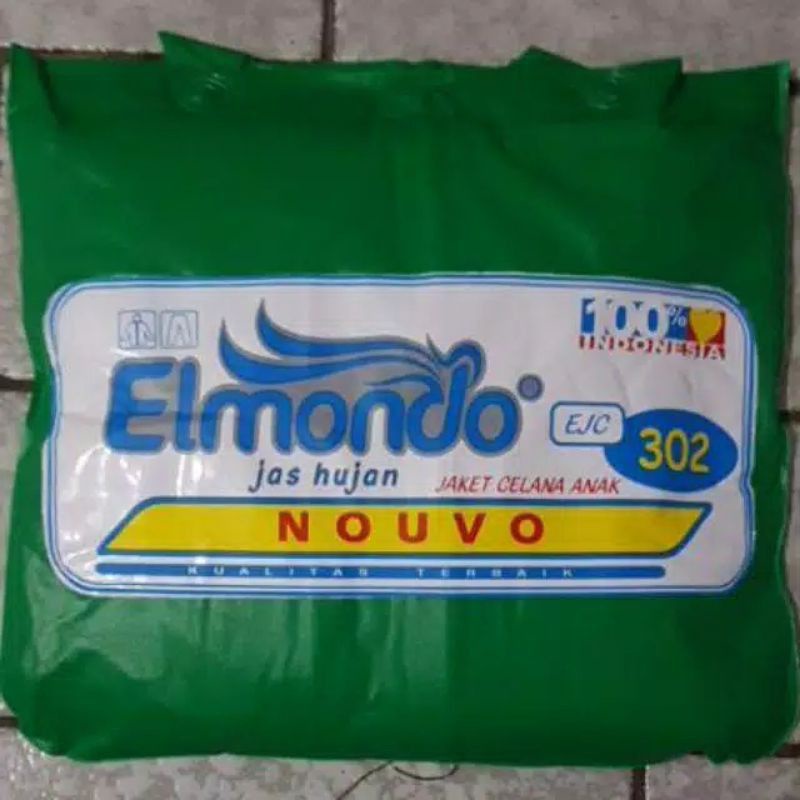 100%
INDONESIA
Elmondo
EJC
302
jas hujan
JAKET CELANA ANAK
NOUVO
KUALITAS TERBAIK